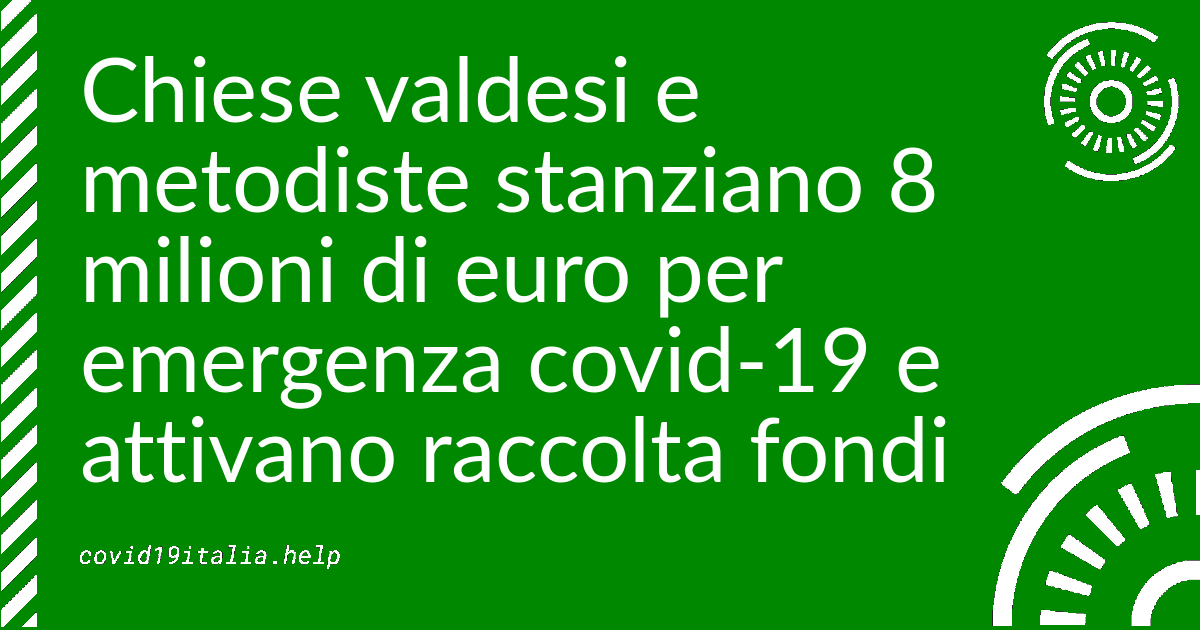 Chiese valdesi e
metodiste stanziano 8
milioni di euro per
emergenza covid-19 e
attivano raccolta fondi
covid19italia.help